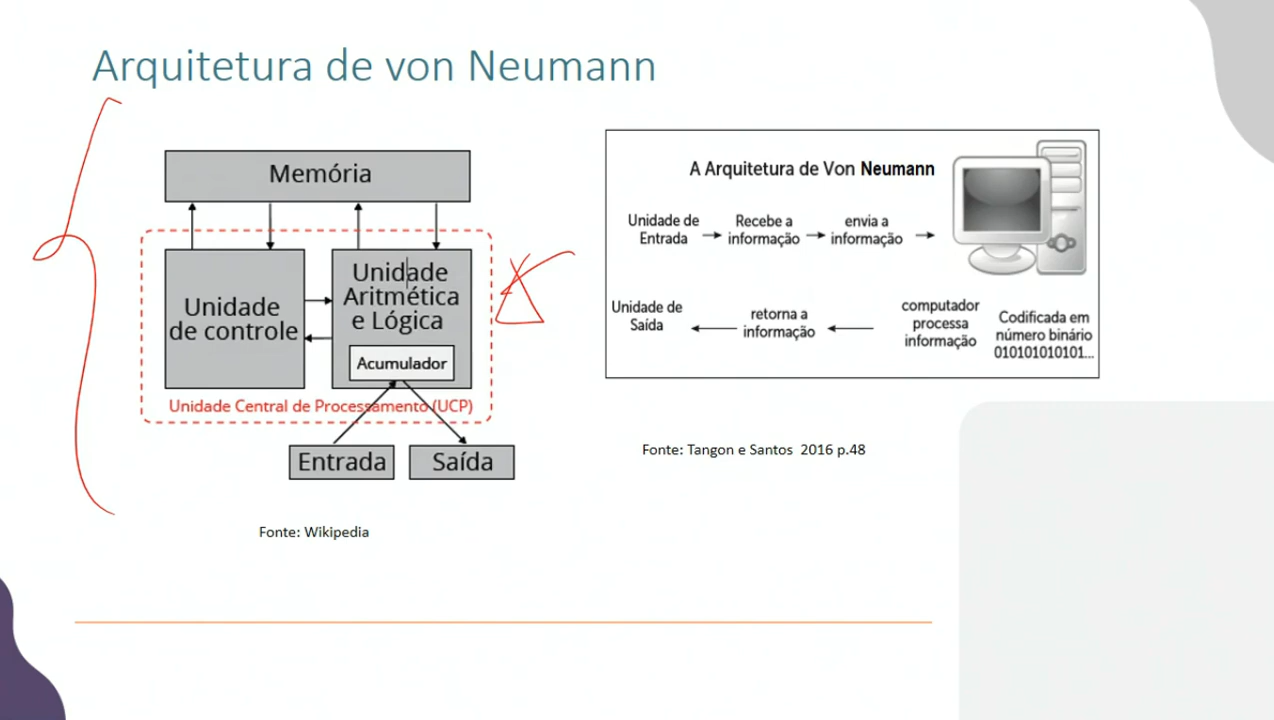 Arquitetura de von Neumann
Memória
Unidade
de controle
Unidade
Aritmética
e Lógica
Acumulador
Unidade Central de Processamento (UCP)
Entrada
Saída
Fonte: Wikipedia
A Arquitetura de Von Neumann
Unidade de
Entrada
Recebe a
informação
envia a
informação
Unidade de
Saída
retorna a
informação
computador
processa
informação
Codificada em
número binário
010101010101...
Fonte: Tangon e Santos 2016 p.48